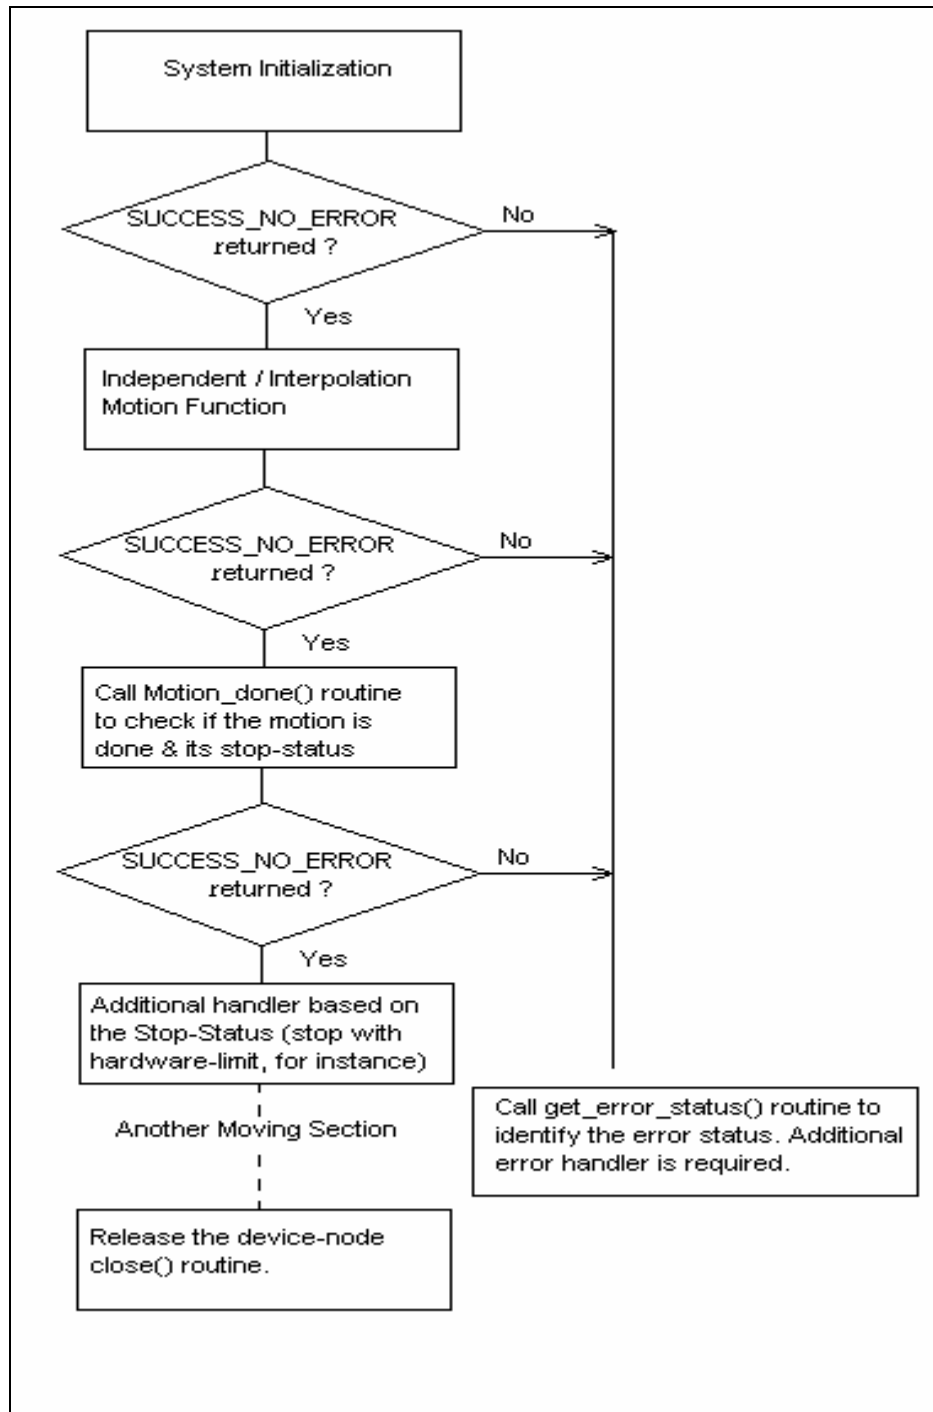 System Initialization
SUCCESS_NO_ERROR
returned ?
No
Yes
Independent / Interpolation
Motion Function
SUCCESS_NO_ERROR
returned ?
No
Yes
Call Motion_done() routine
to check if the motion is
done & its stop-status
SUCCESS_NO_ERROR
returned ?
No
Yes
Additional handler based on
the Stop-Status (stop with
hardware-limit, for instance)
Call get_error_status() routine to
identify the error status. Additional
error handler is required.
Another Moving Section
Release the device-node
close() routine.